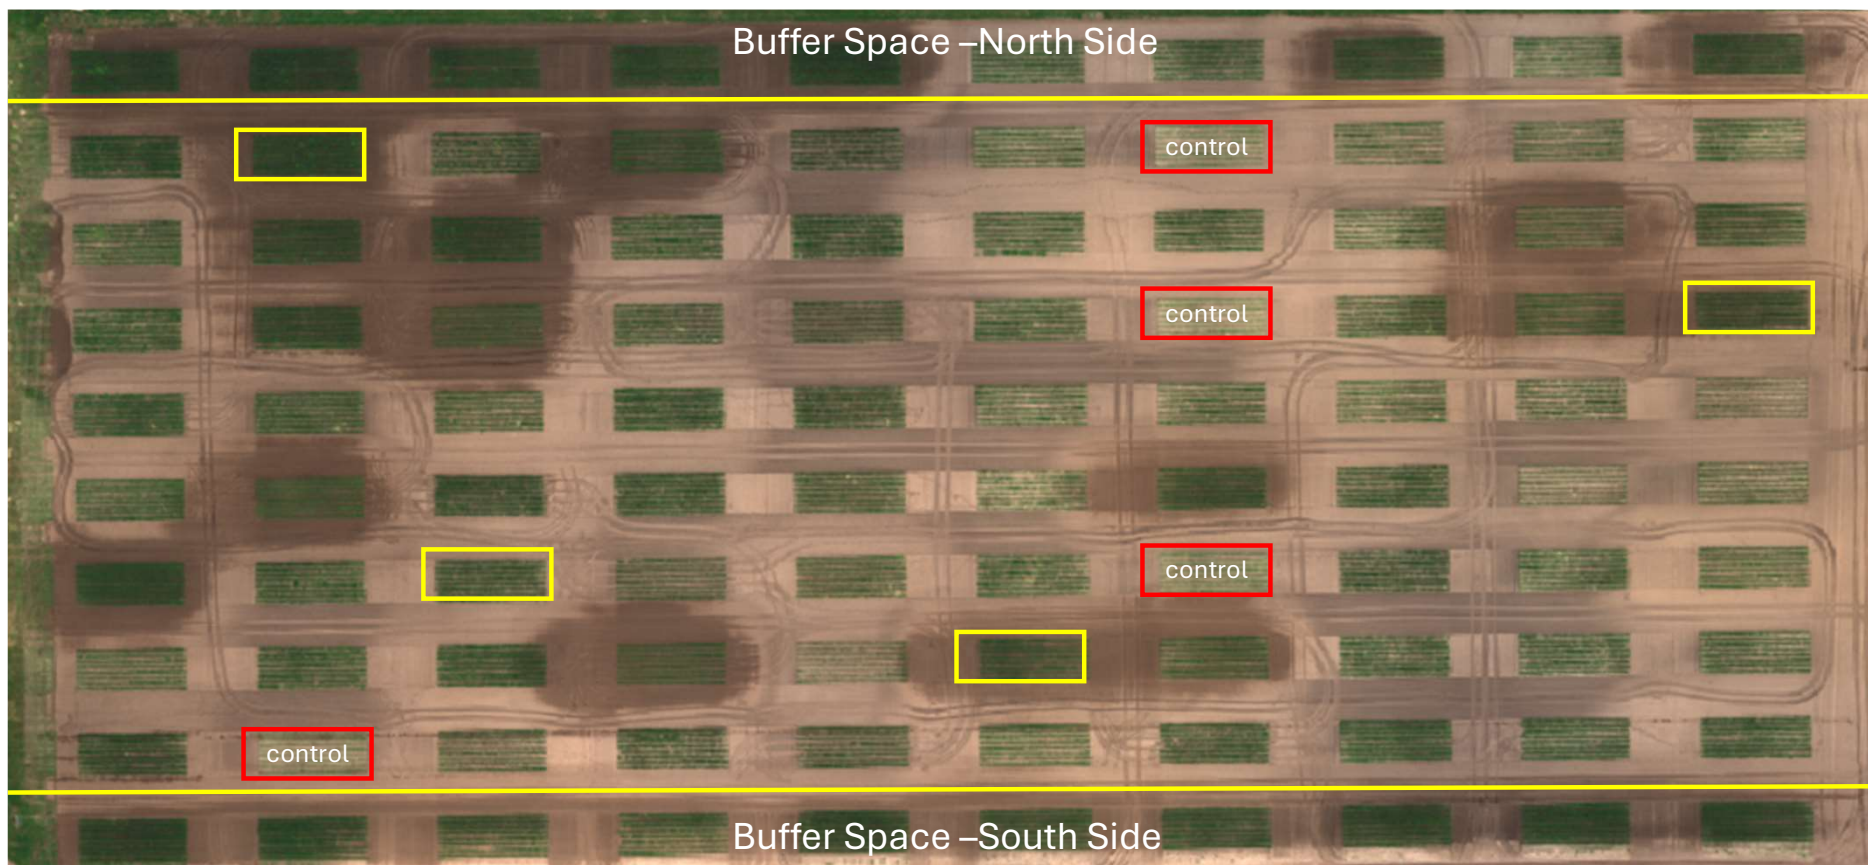 Buffer Space –North Side
control
control
control
control
Buffer Space –South Side